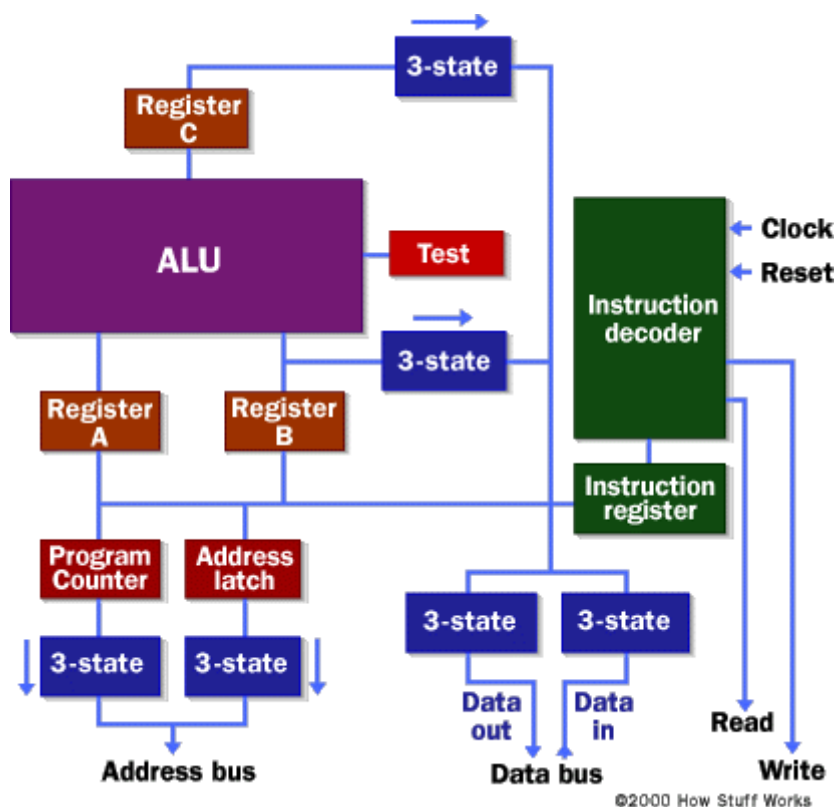 3-state
Register
C
ALU
Test
Clock
Reset
Instruction
decoder
3-state
Register
A
Register
B
Instruction
register
Program
Counter
Address
latch
3-state
3-state
3-state
3-state
Data
out
Data
in
Address bus
Data bus
Read
Write
©2000 How Stuff Works